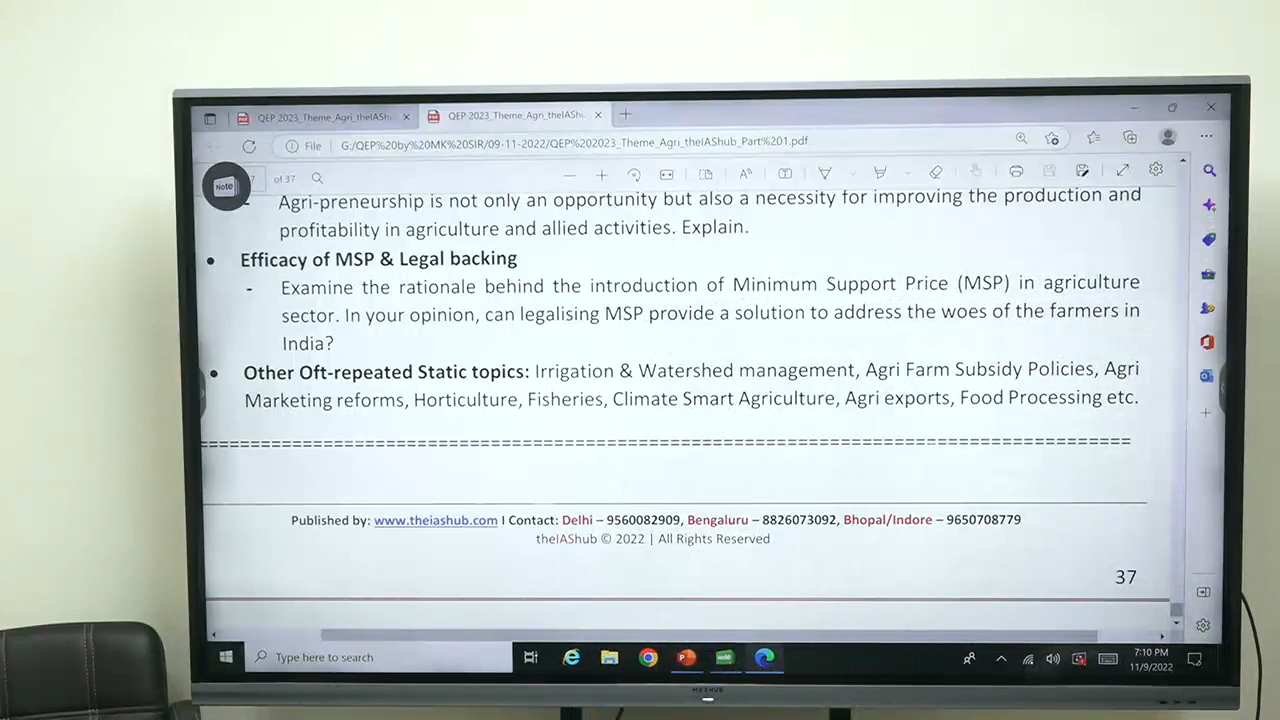 QEP 2023_Theme_Agri_theIAShu
QEP 2023_Theme_Agri_theIAShu
File
G:/QEP%20by%20MK%20SIR/09-11-2022/QEP%202023_Theme_Agri_theIAShub_Part%201.pdf
Note
7 of 37
Agri-preneurship is not only an opportunity but also a necessity for improving the production and
profitability in agriculture and allied activities. Explain.
• Efficacy of MSP & Legal backing
- Examine the rationale behind the introduction of Minimum Support Price (MSP) in agriculture
sector. In your opinion, can legalising MSP provide a solution to address the woes of the farmers in
India?
• Other Oft-repeated Static topics: Irrigation & Watershed management, Agri Farm Subsidy Policies, Agri
Marketing reforms, Horticulture, Fisheries, Climate Smart Agriculture, Agri exports, Food Processing etc.
Published by: www.theiashub.com I Contact: Delhi – 9560082909, Bengaluru – 8826073092, Bhopal/Indore – 9650708779
theIAShub © 2022 | All Rights Reserved
37
Type here to search
note
7:10 PM
11/9/2022
MAXHUB